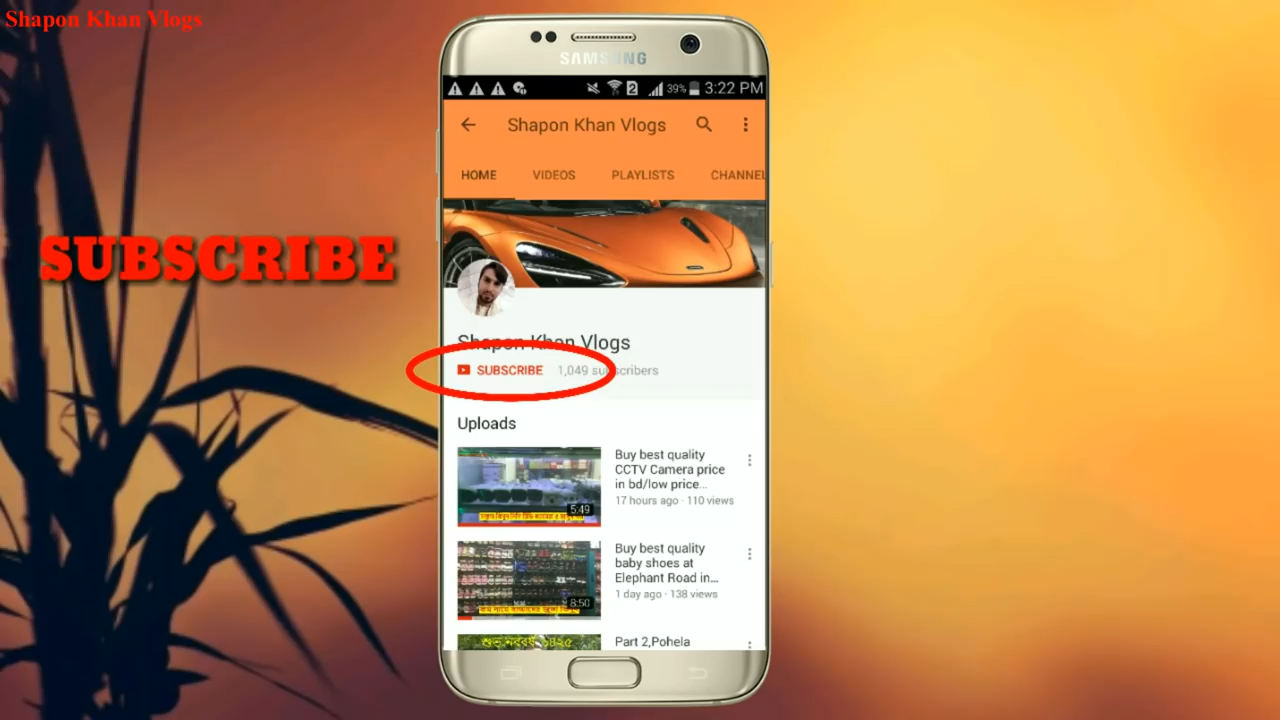 Shapon Khan Vlogs
SAMSUNG
2 39% 3:22 PM
Shapon Khan Vlogs
HOME VIDEOS PLAYLISTS CHANNEL
SUBSCRIBE
Shapon Khan Vlogs
SUBSCRIBE 1,049 subscribers
Uploads
Buy best quality
CCTV Camera price
in bd/low price...
17 hours ago · 110 views
5:49
Buy best quality
baby shoes at
Elephant Road in...
1 day ago · 138 views
8:50
শুভ নববর্ষ ১৪২৫
Part 2,Pohela